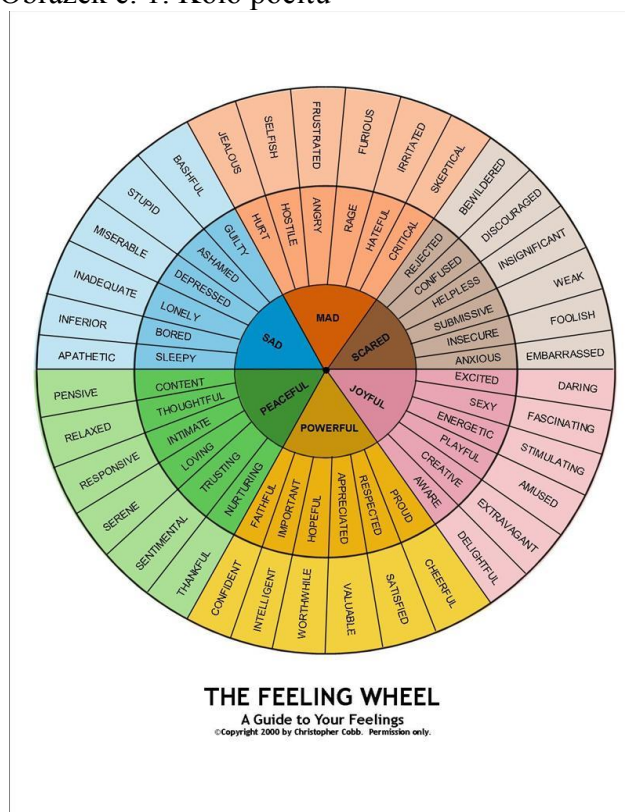 Obrázek č. 1: Kolo pocitů
JEALOUS
SELFISH
FRUSTRATED
FURIOUS
IRRITATED
SKEPTICAL
BEWILDERED
DISCOURAGED
INSIGNIFICANT
WEAK
FOOLISH
EMBARRASSED
DARING
FASCINATING
STIMULATING
AMUSED
EXTRAVAGANT
DELIGHTFUL
CHEERFUL
SATISFIED
VALUABLE
WORTHWHILE
INTELLIGENT
CONFIDENT
THANKFUL
SENTIMENTAL
SERENE
RESPONSIVE
RELAXED
PENSIVE
APATHETIC
INFERIOR
INADEQUATE
MISERABLE
STUPID
BASHFUL
HURT
HOSTILE
ANGRY
RAGE
HATEFUL
CRITICAL
REJECTED
CONFUSED
HELPLESS
SUBMISSIVE
INSECURE
ANXIOUS
EXCITED
SEXY
ENERGETIC
PLAYFUL
CREATIVE
AWARE
PROUD
RESPECTED
APPRECIATED
HOPEFUL
IMPORTANT
FAITHFUL
NURTURING
TRUSTING
LOVING
INTIMATE
THOUGHTFUL
CONTENT
SLEEPY
BORED
LONELY
DEPRESSED
ASHAMED
GUILTY
MAD
SCARED
JOYFUL
POWERFUL
PEACEFUL
SAD
THE FEELING WHEEL
A Guide to Your Feelings
©Copyright 2000 by Christopher Cobb. Permission only.